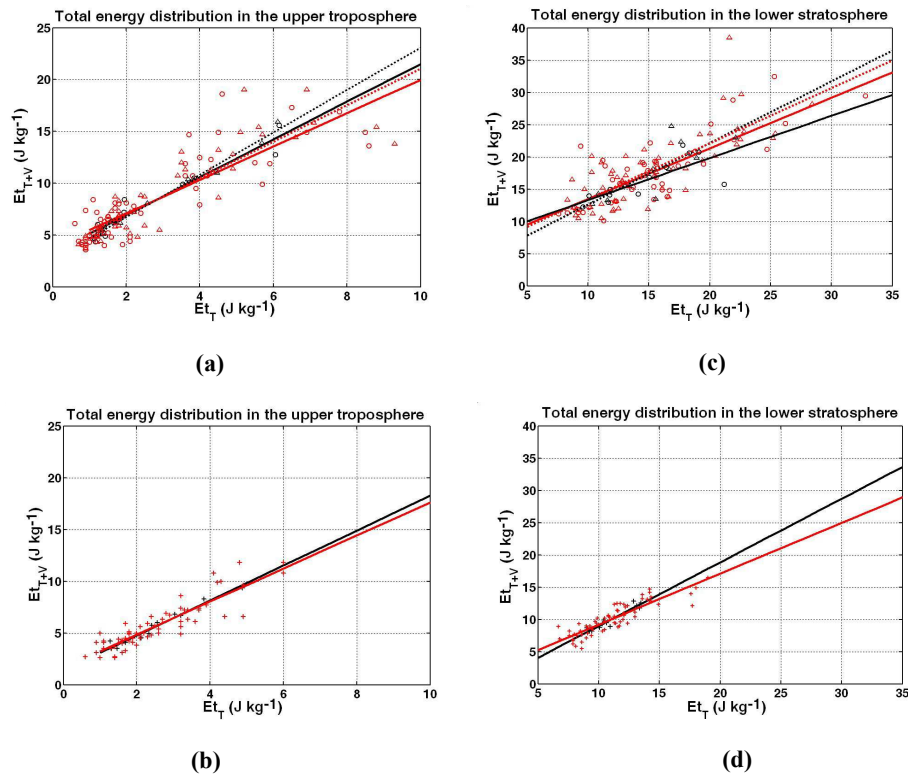 Total energy distribution in the upper troposphere
25
20
15
10
5
0
0 2 4 6 8 10
Et_T+V (J kg-1)
Et_T (J kg-1)
(a)
Total energy distribution in the lower stratosphere
40
35
30
25
20
15
10
5
0
5 10 15 20 25 30 35
Et_T+V (J kg-1)
Et_T (J kg-1)
(c)
Total energy distribution in the upper troposphere
25
20
15
10
5
0
0 2 4 6 8 10
Et_T+V (J kg-1)
Et_T (J kg-1)
(b)
Total energy distribution in the lower stratosphere
40
35
30
25
20
15
10
5
0
5 10 15 20 25 30 35
Et_T+V (J kg-1)
Et_T (J kg-1)
(d)